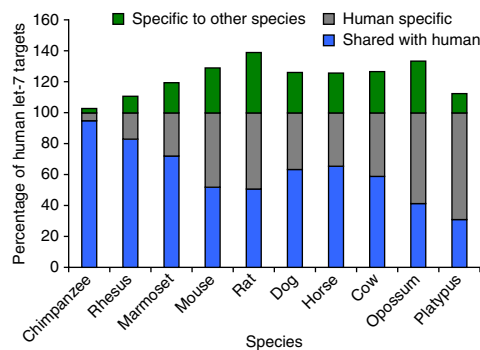 Specific to other species
Human specific
Shared with human
Percentage of human let-7 targets
160
140
120
100
80
60
40
20
0
Chimpanzee
Rhesus
Marmoset
Mouse
Rat
Dog
Horse
Cow
Opossum
Platypus
Species